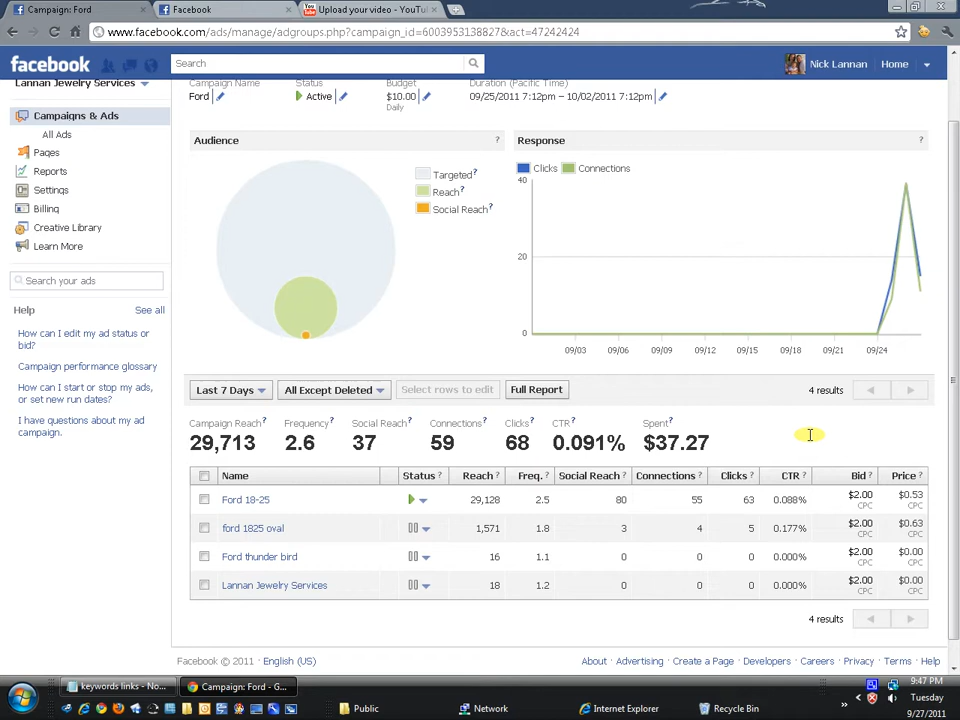 Campaign: Ford
Facebook
You Tube Upload your video - YouTu
www.facebook.com/ads/manage/adgroups.php?campaign_id=6003953138827&act=47242424
facebook
Search
Nick Lannan Home
Lannan Jewelry Services
Campaigns & Ads
All Ads
Pages
Reports
Settings
Billing
Creative Library
Learn More
Search your ads
Help See all
How can I edit my ad status or
bid?
Campaign performance glossary
How can I start or stop my ads,
or set new run dates?
I have questions about my ad
campaign.
Campaign Name Status Budget Duration (Pacific Time)
Ford Active $10.00 09/25/2011 7:12pm – 10/02/2011 7:12pm
Daily
Audience ?
Targeted?
Reach?
Social Reach?
Response ?
Clicks Connections
40
20
0
09/03 09/06 09/09 09/12 09/15 09/18 09/21 09/24
Last 7 Days All Except Deleted Select rows to edit Full Report 4 results
Campaign Reach? Frequency? Social Reach? Connections? Clicks? CTR? Spent?
29,713 2.6 37 59 68 0.091% $37.27
Name Status ? Reach ? Freq. ? Social Reach ? Connections ? Clicks ? CTR ? Bid ? Price ?
Ford 18-25 29,128 2.5 80 55 63 0.088% $2.00 CPC $0.53 CPC
ford 1825 oval 1,571 1.8 3 4 5 0.177% $2.00 CPC $0.63 CPC
Ford thunder bird 16 1.1 0 0 0 0.000% $2.00 CPC $0.00 CPC
Lannan Jewelry Services 18 1.2 0 0 0 0.000% $2.00 CPC $0.00 CPC
4 results
Facebook © 2011 · English (US)
About · Advertising · Create a Page · Developers · Careers · Privacy · Terms · Help
keywords links - No...
Campaign: Ford - G...
Public
Network
Internet Explorer
Recycle Bin
9:47 PM
Tuesday
9/27/2011